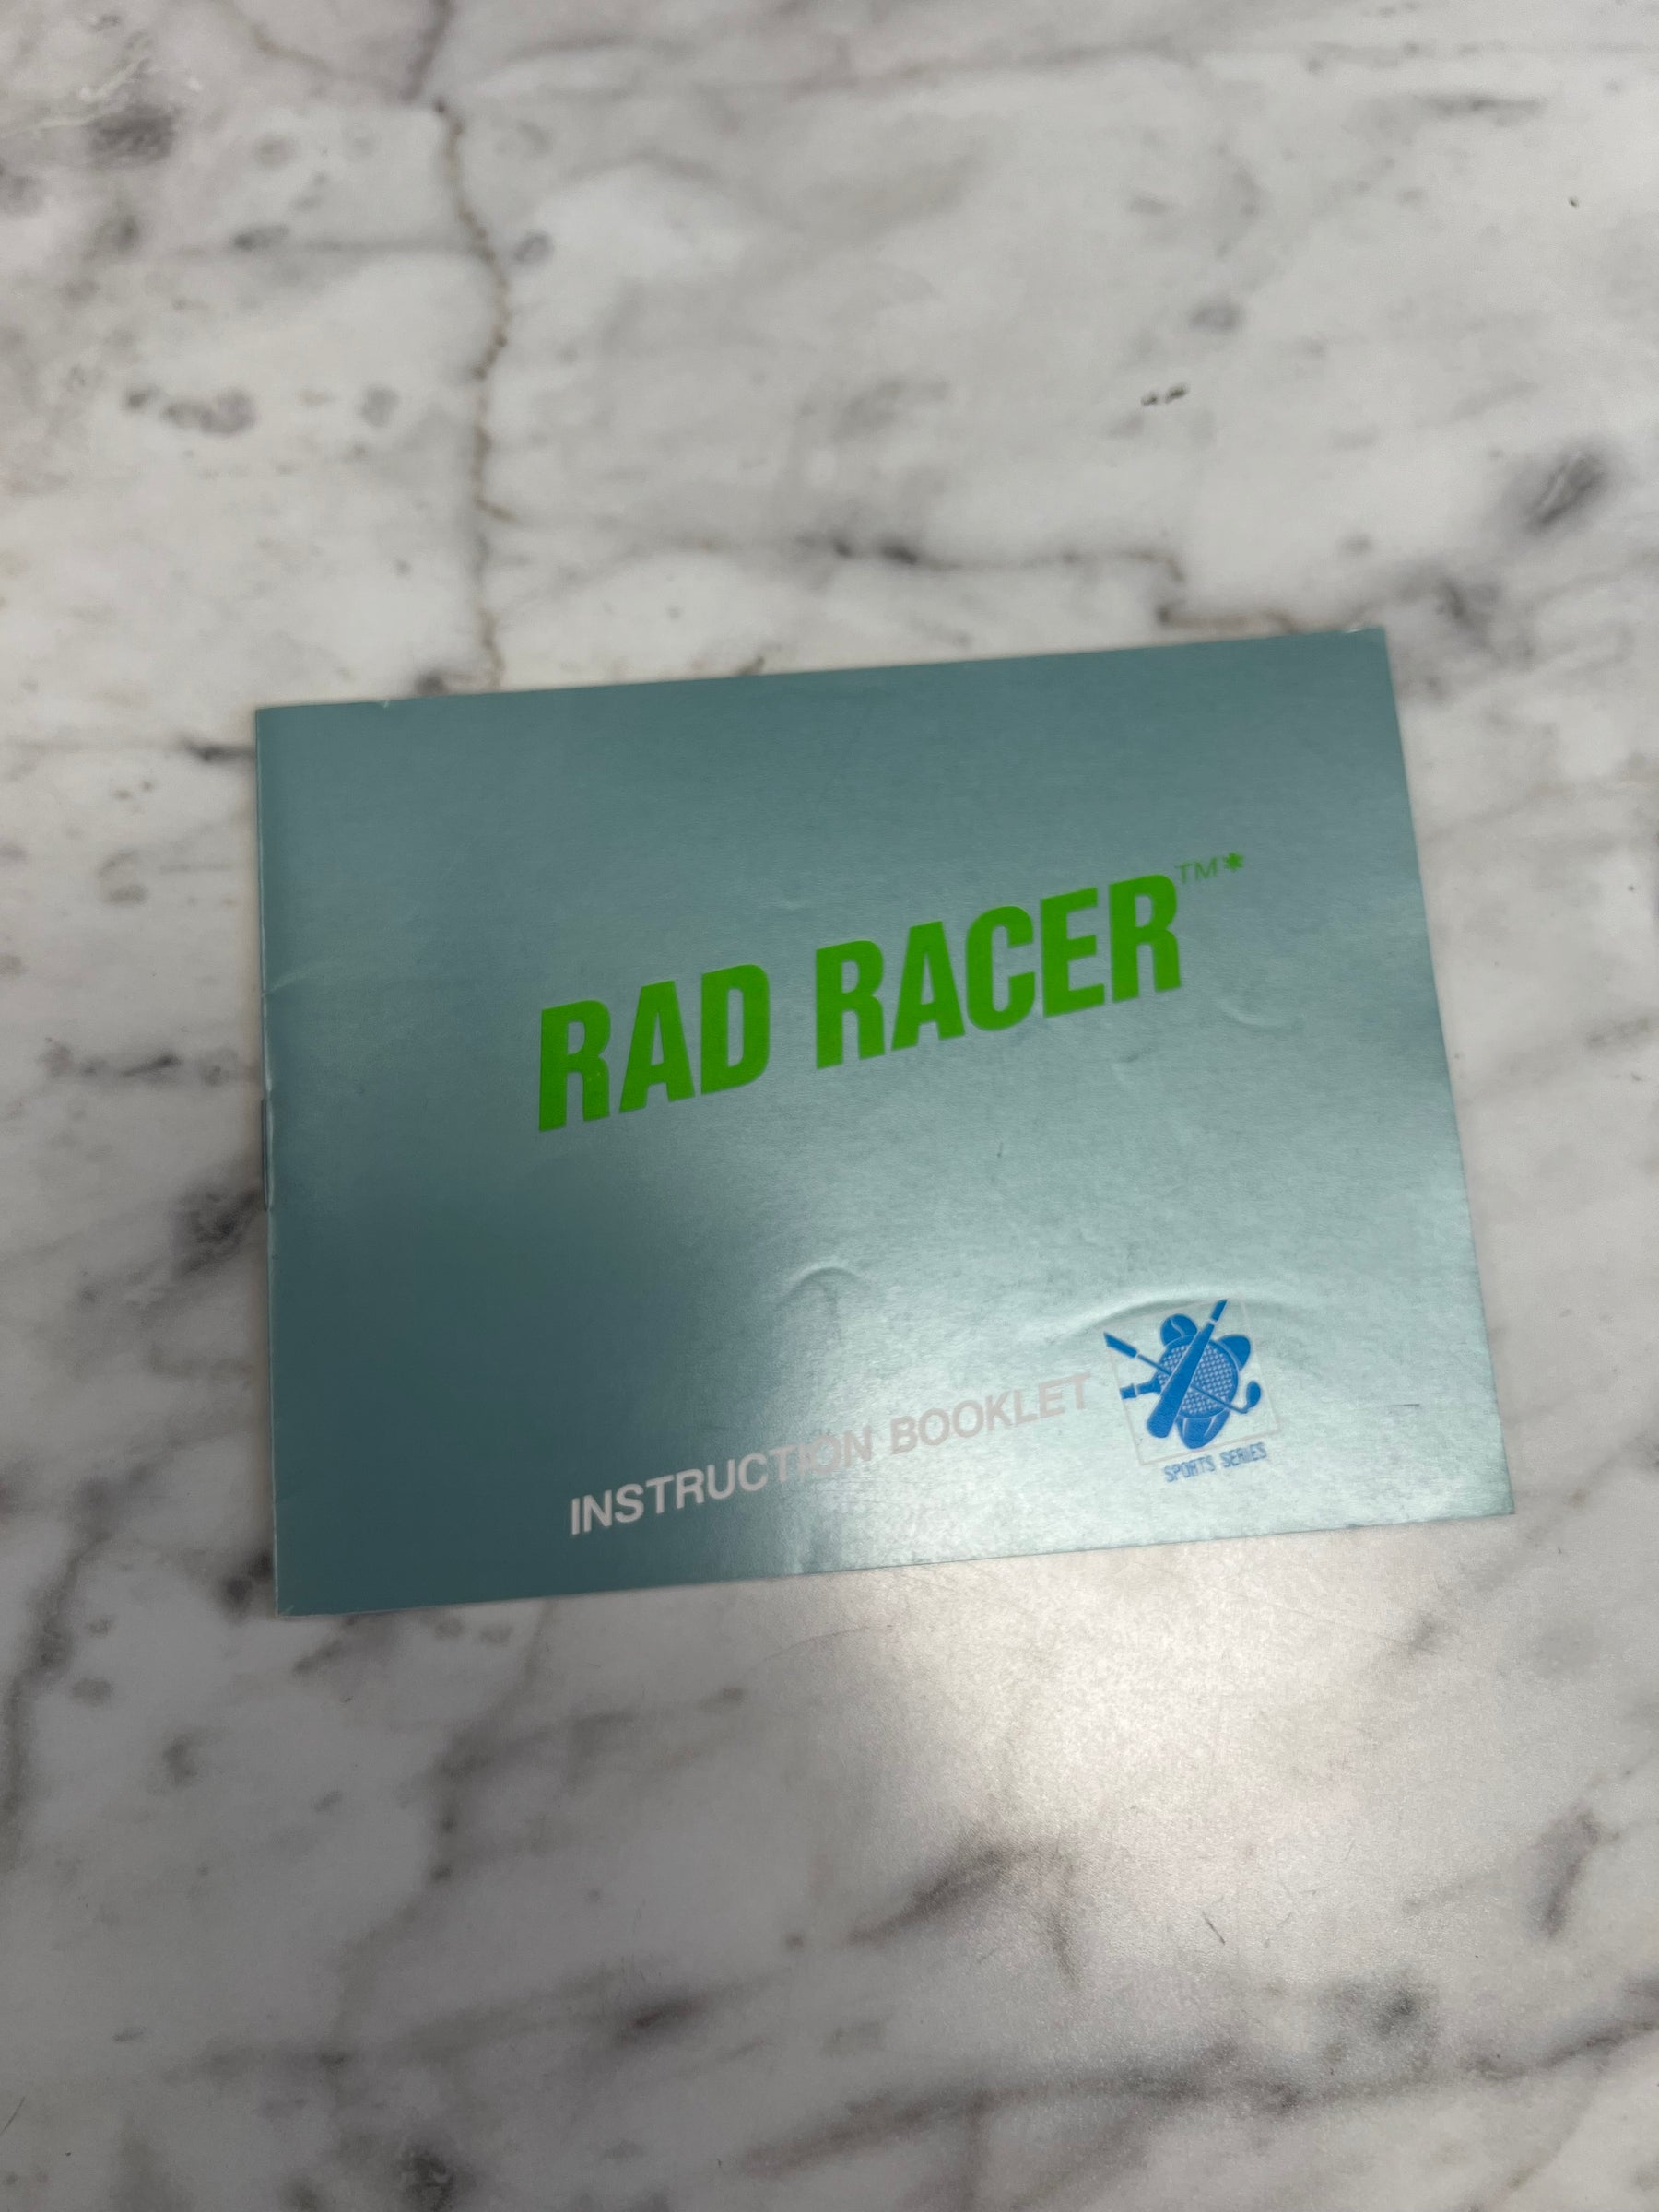 RAD RACER™*
INSTRUCTION BOOKLET
SPORTS SERIES